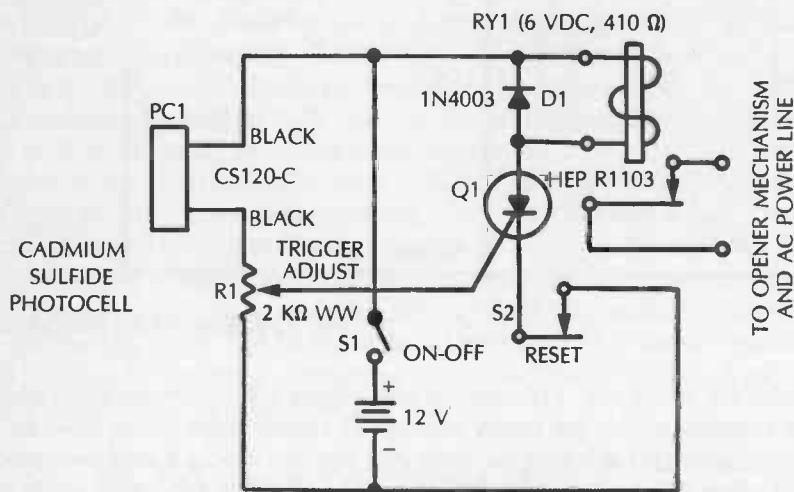 RY1 (6 VDC, 410 Ω)
PC1
BLACK
CS120-C
BLACK
CADMIUM
SULFIDE
PHOTOCELL
R1
TRIGGER
ADJUST
2 KΩ WW
1N4003
D1
Q1
HEP R1103
S2
RESET
S1
ON-OFF
+
12 V
−
TO OPENER MECHANISM
AND AC POWER LINE